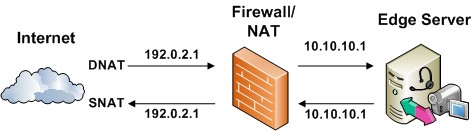 Internet
Firewall/
NAT
Edge Server
DNAT
192.0.2.1
10.10.10.1
SNAT
192.0.2.1
10.10.10.1